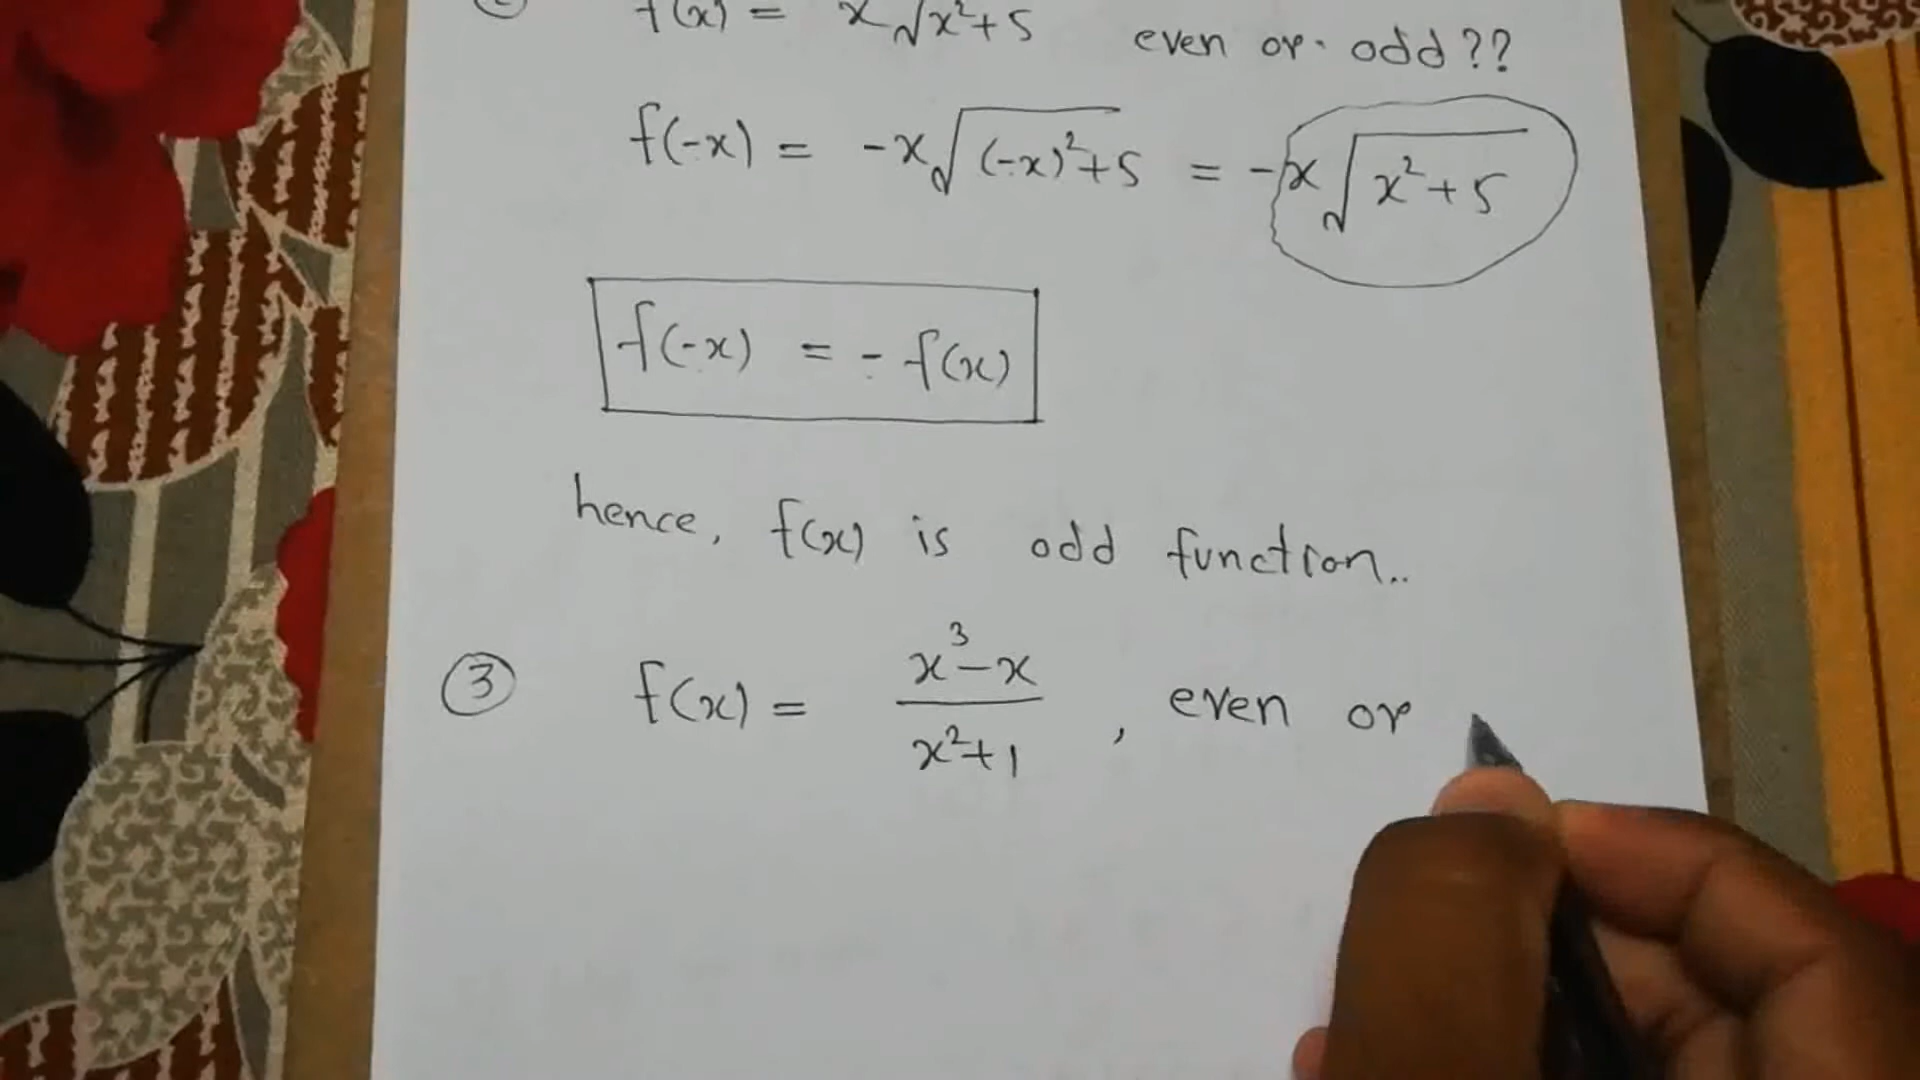 f(x) = x√x²+5 even or odd??
f(-x) = -x√(-x)²+5 = -x√x²+5
f(-x) = - f(x)
hence, f(x) is odd function..
③ f(x) = x³-x / x²+1 , even or